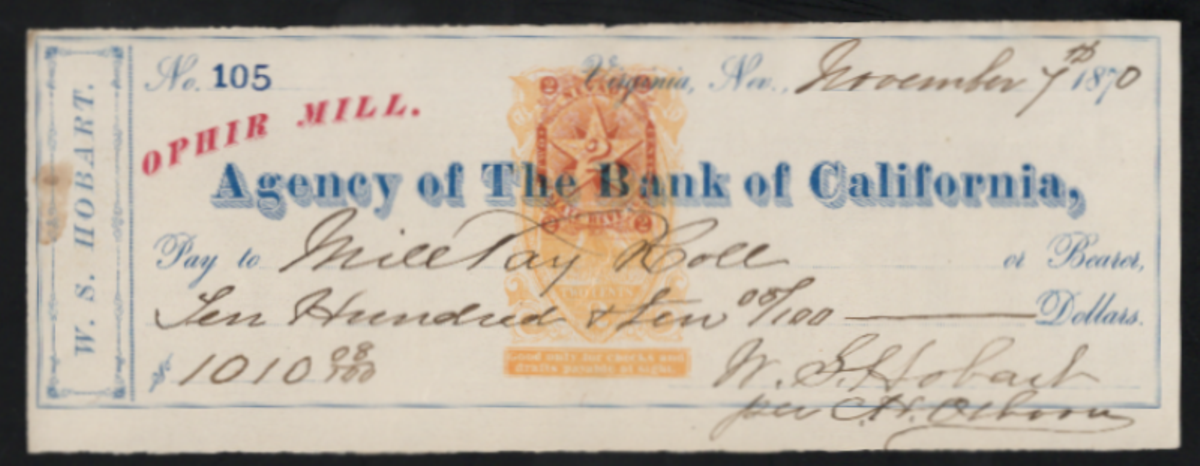 W. S. HOBART.
No. 105
Virginia, Nev., November 7th 1870
OPHIR MILL.
Agency of The Bank of California,
Pay to Mill Pay Roll or Bearer,
Ten Hundred & Ten 08/100 Dollars.
$ 1010 08/100
Good only for checks and
drafts payable at sight.
W. S. Hobart
per